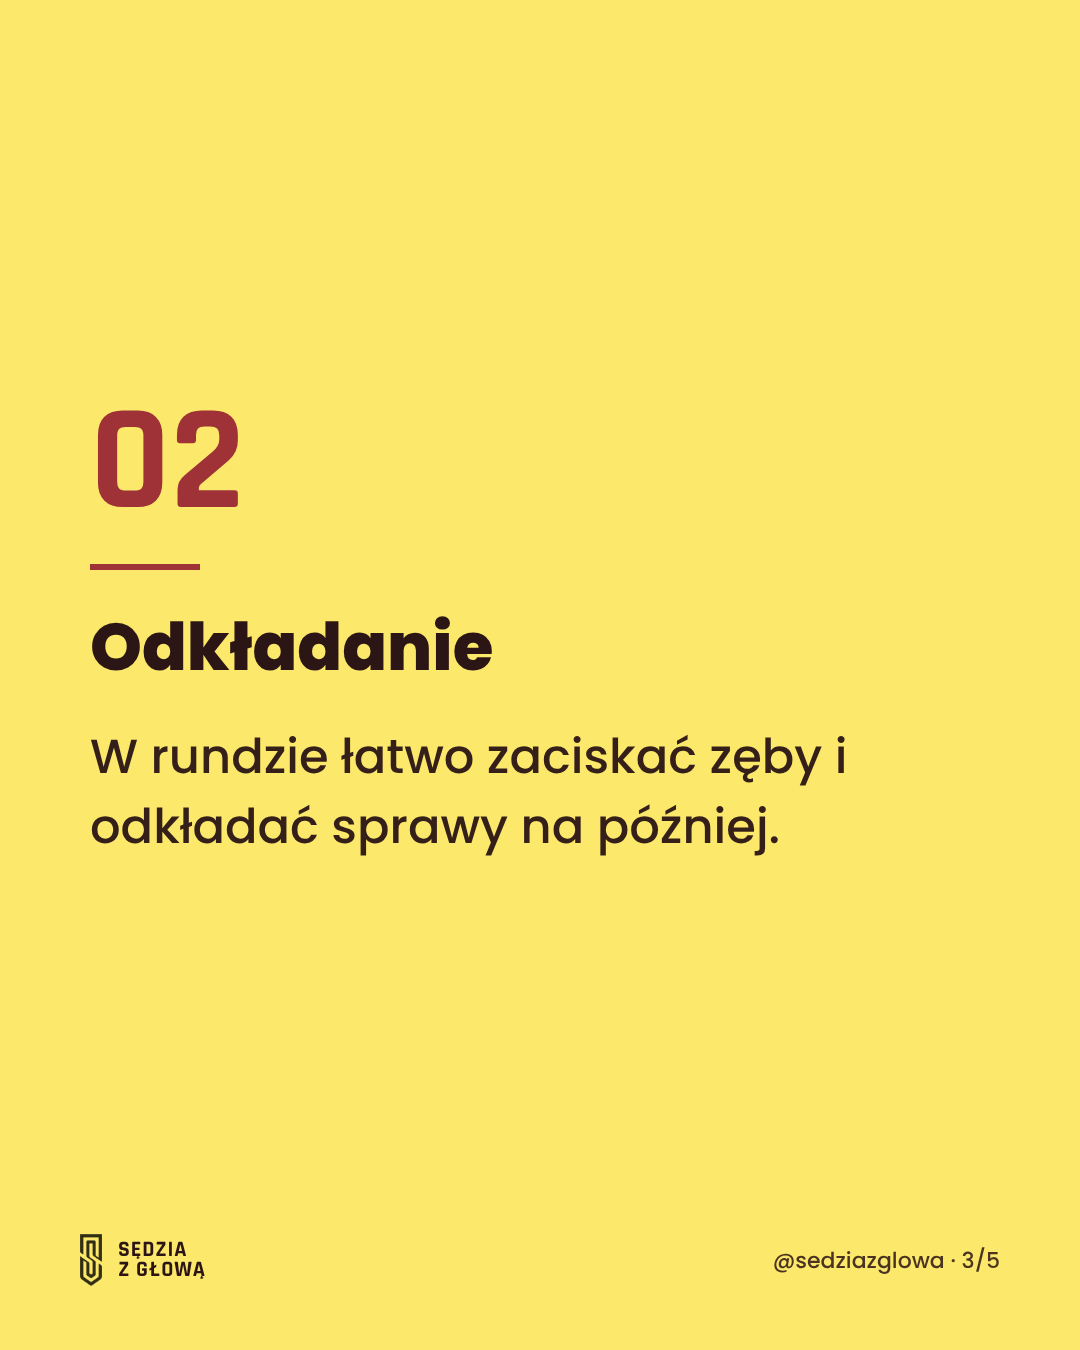 02
Odkładanie
W rundzie łatwo zaciskać zęby i
odkładać sprawy na później.
SĘDZIA
Z GŁOWĄ
@sedziazglowa · 3/5